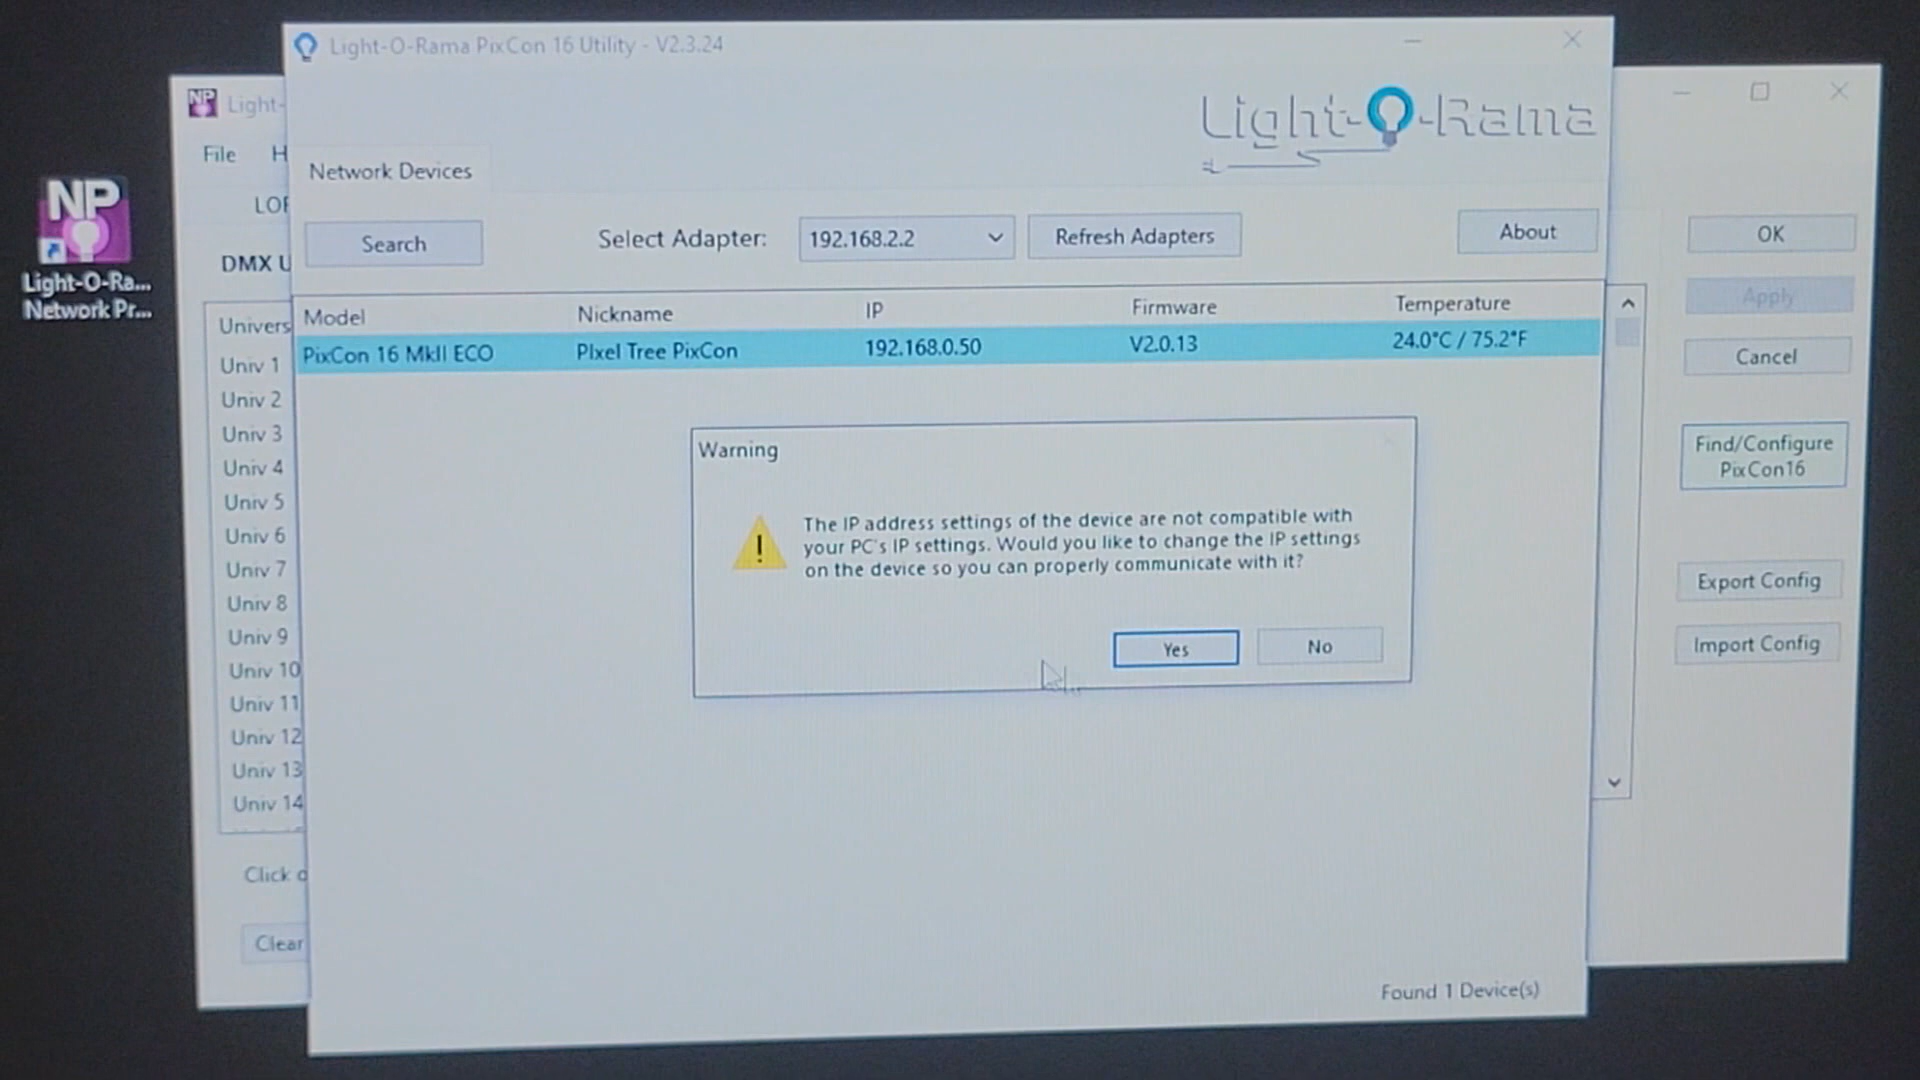 Light-O-Rama PixCon 16 Utility - V2.3.24
NP
Light-
Light-O-Rama
File
Network Devices
NP
LOR
Search
Select Adapter:
192.168.2.2
Refresh Adapters
About
OK
DMX U
Light-O-Ra...
Network Pr...
Apply
Model
Nickname
IP
Firmware
Temperature
Univers
PixCon 16 MkII ECO
PIxel Tree PixCon
192.168.0.50
V2.0.13
24.0°C / 75.2°F
Cancel
Univ 1
Univ 2
Univ 3
Univ 4
Univ 5
Univ 6
Univ 7
Univ 8
Univ 9
Univ 10
Univ 11
Univ 12
Univ 13
Univ 14
Warning
The IP address settings of the device are not compatible with
your PC's IP settings. Would you like to change the IP settings
on the device so you can properly communicate with it?
Yes
No
Find/Configure
PixCon16
Export Config
Import Config
Click
Clear
Found 1 Device(s)